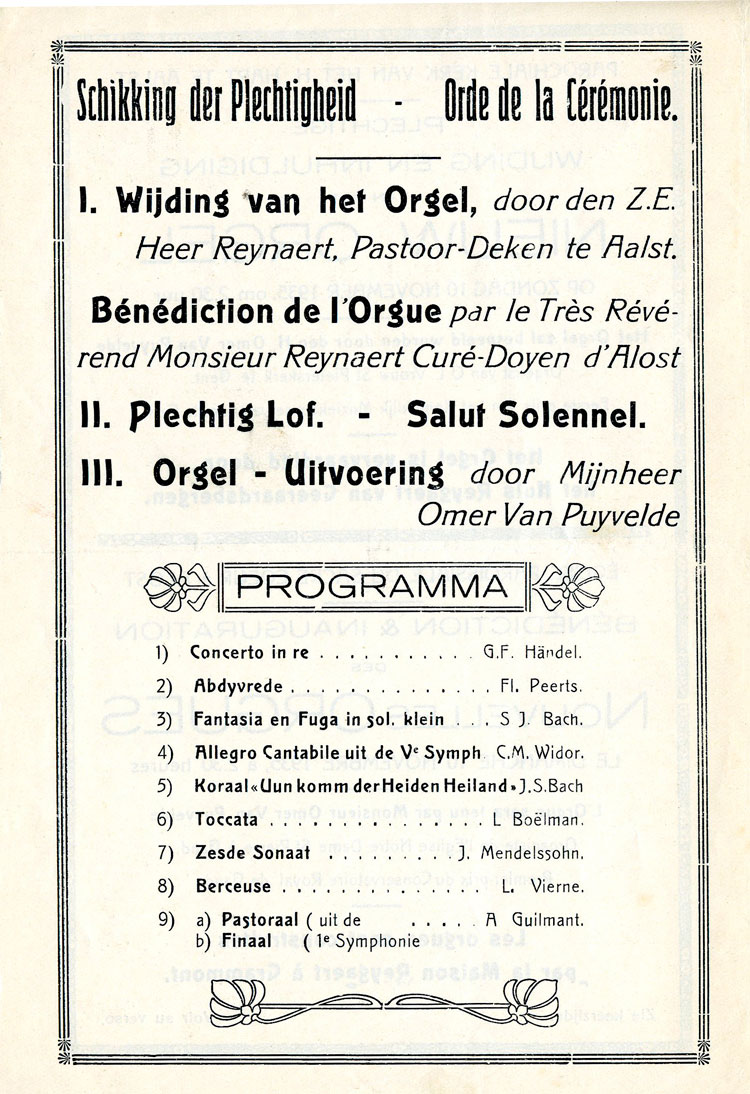 Schikking der Plechtigheid - Orde de la Cérémonie.
I. Wijding van het Orgel, door den Z.E.
Heer Reynaert, Pastoor-Deken te Aalst.
Bénédiction de l'Orgue par le Très Révé-
rend Monsieur Reynaert Curé-Doyen d'Alost
II. Plechtig Lof. - Salut Solennel.
III. Orgel - Uitvoering door Mijnheer
Omer Van Puyvelde
PROGRAMMA
1) Concerto in re . . . . . . . . . . . . G.F. Händel.
2) Abdyvrede . . . . . . . . . . . . . . Fl. Peerts.
3) Fantasia en Fuga in sol, klein . . . . S J. Bach.
4) Allegro Cantabile uit de Ve Symph C.M. Widor.
5) Koraal «Uun komm der Heiden Heiland» J.S.Bach
6) Toccata . . . . . . . . . . . . . . . . L Boëlman.
7) Zesde Sonaat . . . . . . . . . J. Mendelssohn.
8) Berceuse . . . . . . . . . . . . . . . L. Vierne.
9) a) Pastoraal ( uit de . . . . . A Guilmant.
b) Finaal ( 1e Symphonie